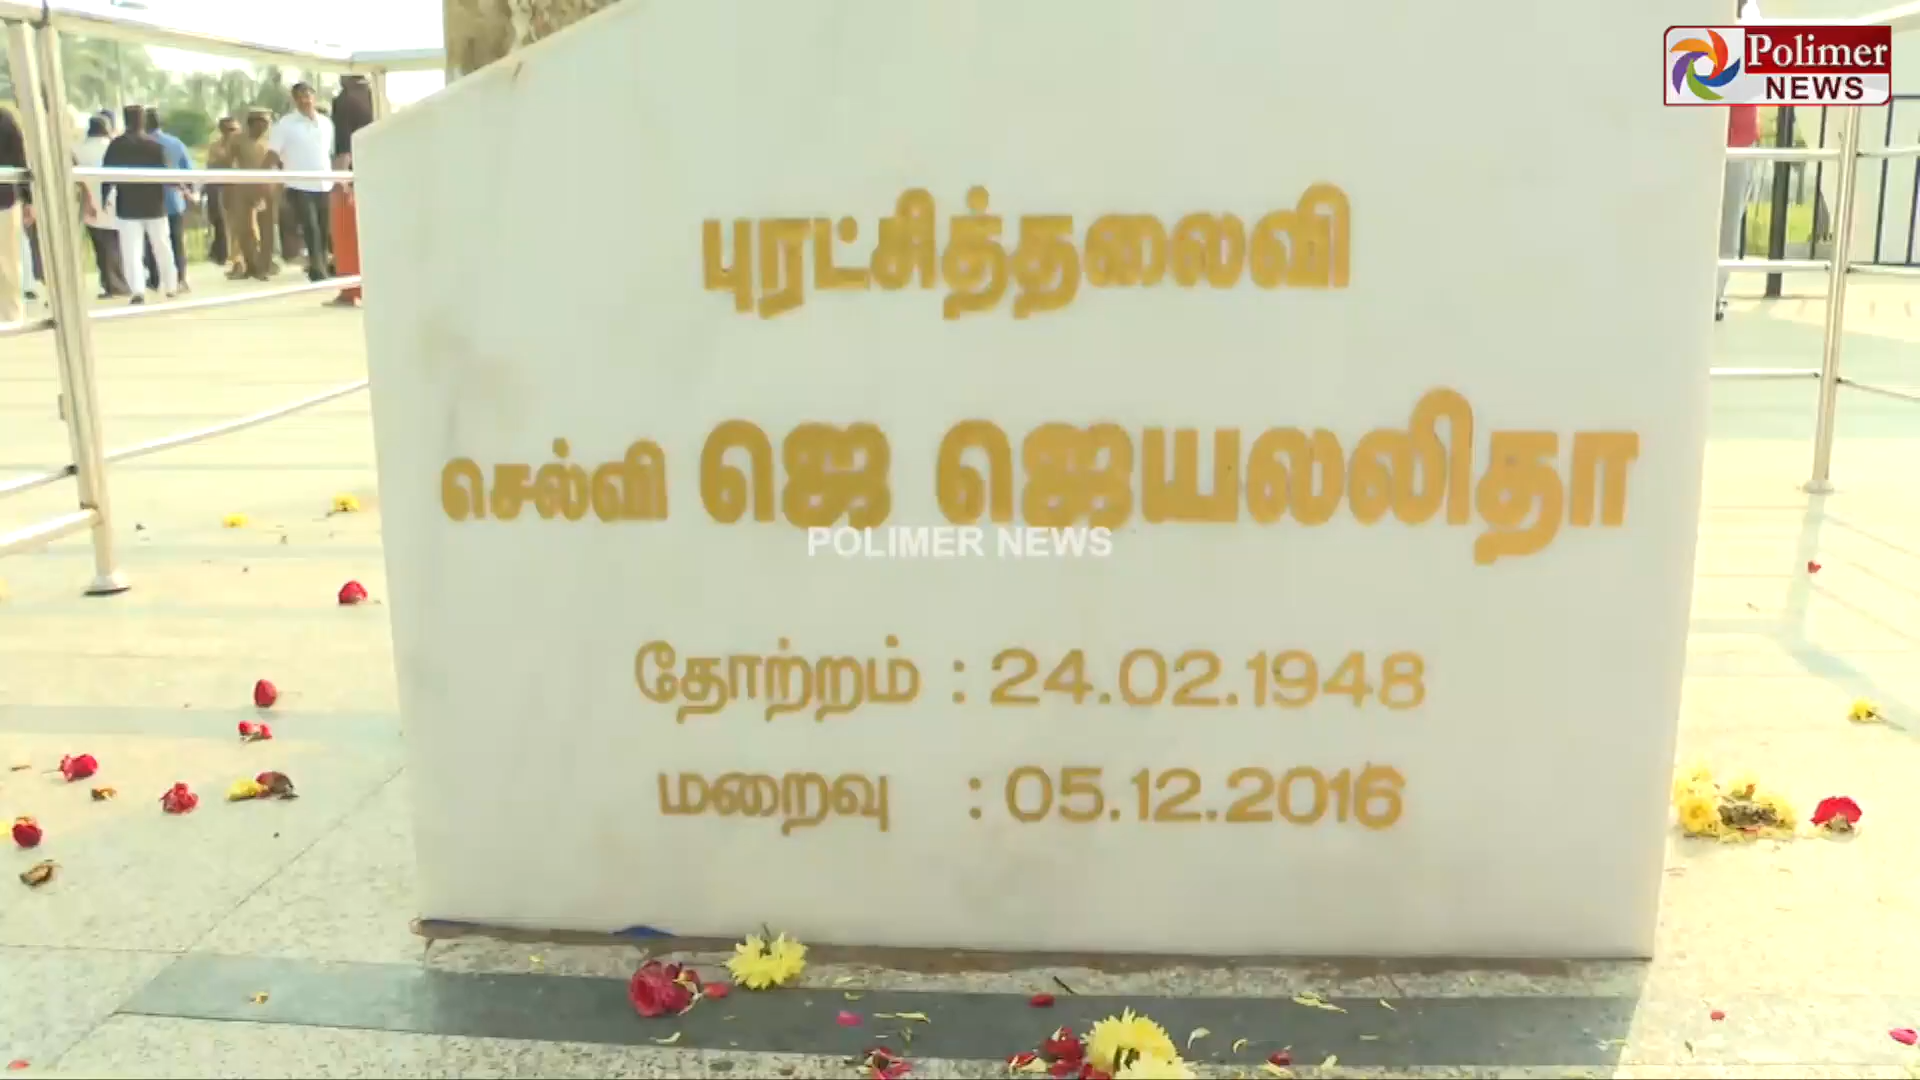 Polimer
NEWS
புரட்சித்தலைவி
செல்வி ஜெ ஜெயலலிதா
POLIMER NEWS
தோற்றம் : 24.02.1948
மறைவு : 05.12.2016